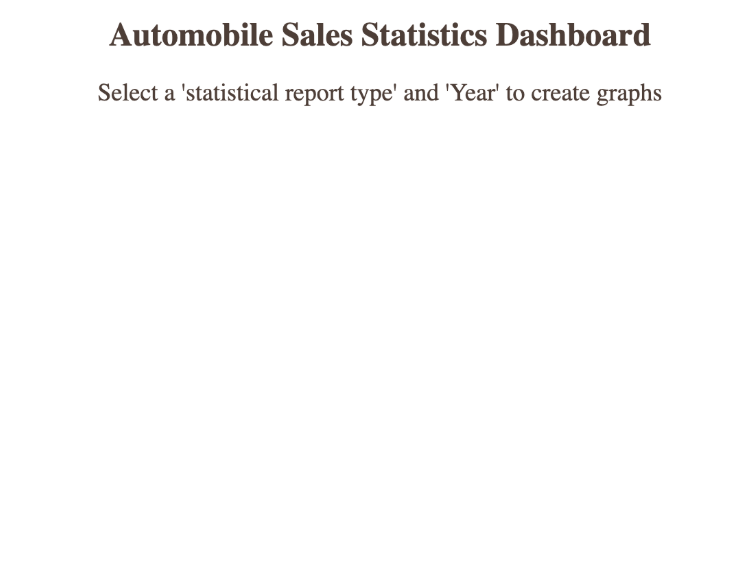 Automobile Sales Statistics Dashboard
Select a 'statistical report type' and 'Year' to create graphs